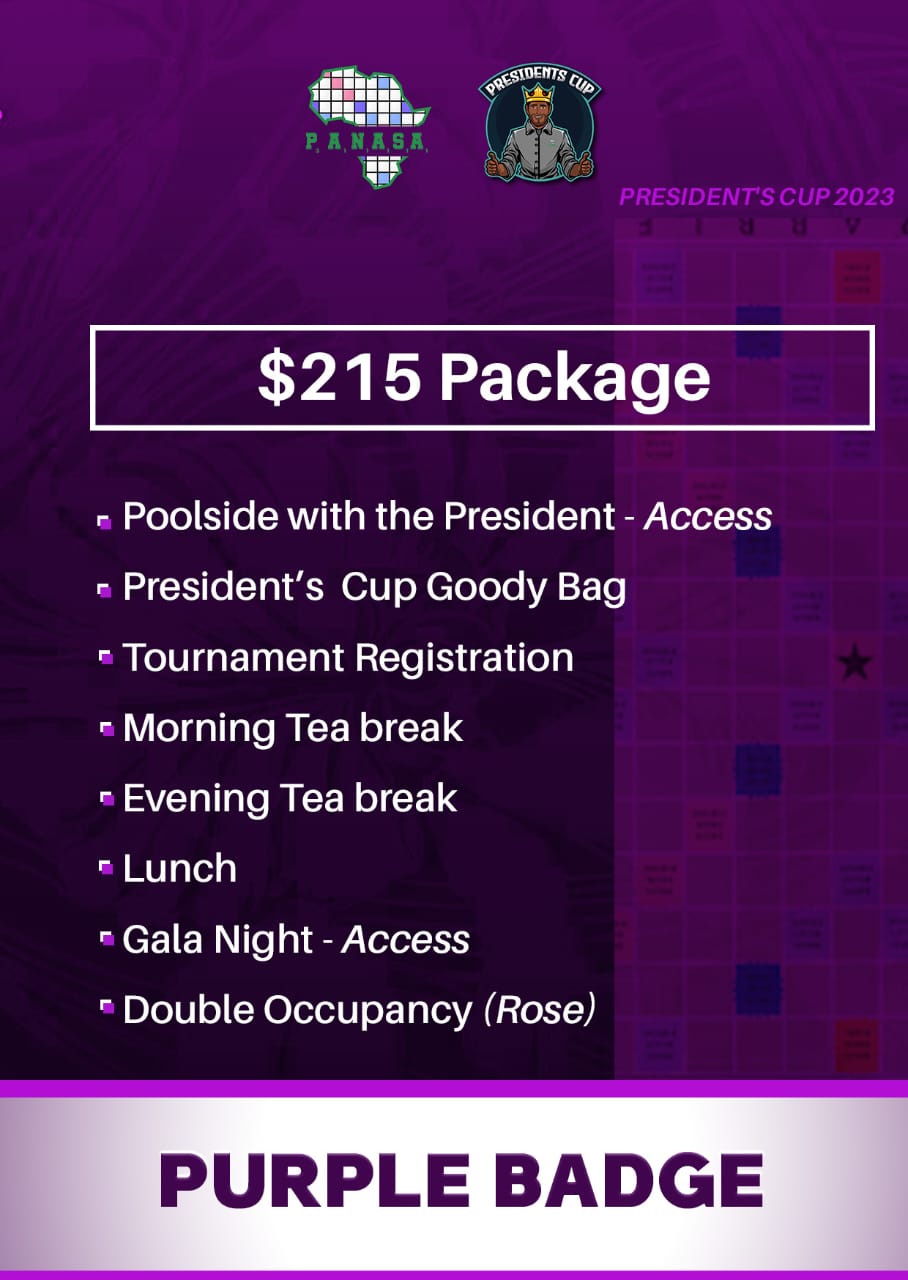 P.A.N.A.S.A.
PRESIDENTS CUP
PRESIDENT'S CUP 2023
$215 Package
Poolside with the President - Access
President’s Cup Goody Bag
Tournament Registration
Morning Tea break
Evening Tea break
Lunch
Gala Night - Access
Double Occupancy (Rose)
PURPLE BADGE